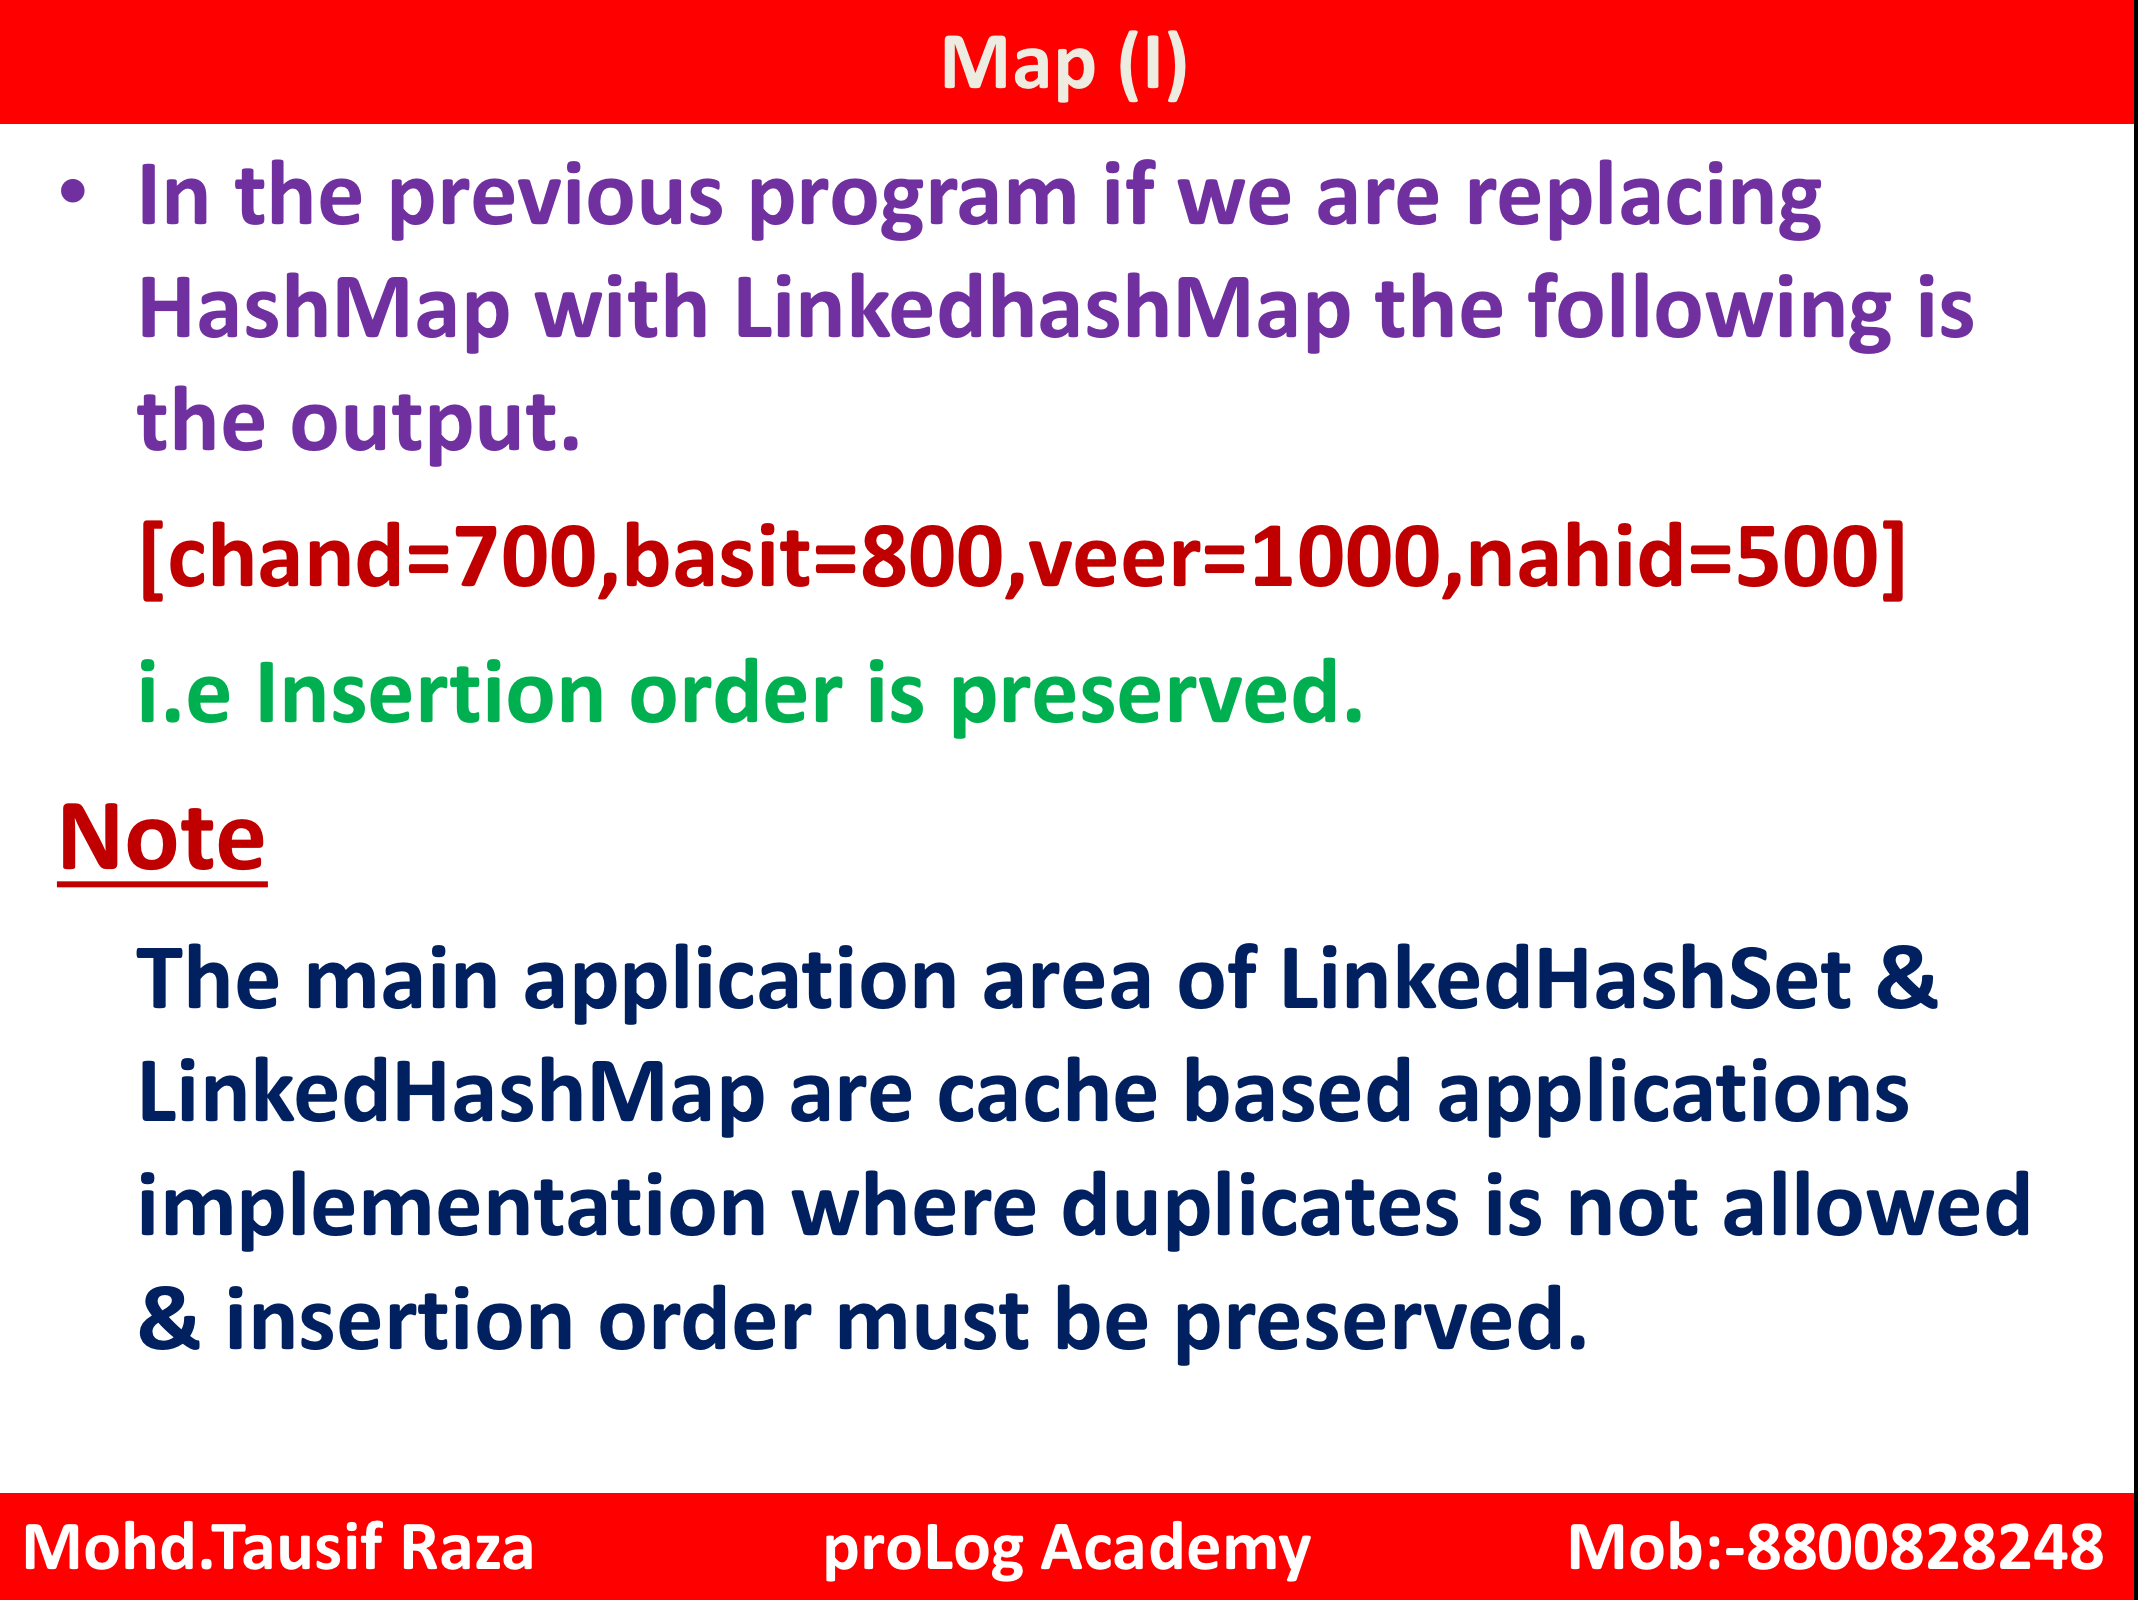 Map (I)
• In the previous program if we are replacing
HashMap with LinkedhashMap the following is
the output.
[chand=700,basit=800,veer=1000,nahid=500]
i.e Insertion order is preserved.
Note
The main application area of LinkedHashSet &
LinkedHashMap are cache based applications
implementation where duplicates is not allowed
& insertion order must be preserved.
Mohd.Tausif Raza proLog Academy Mob:-8800828248